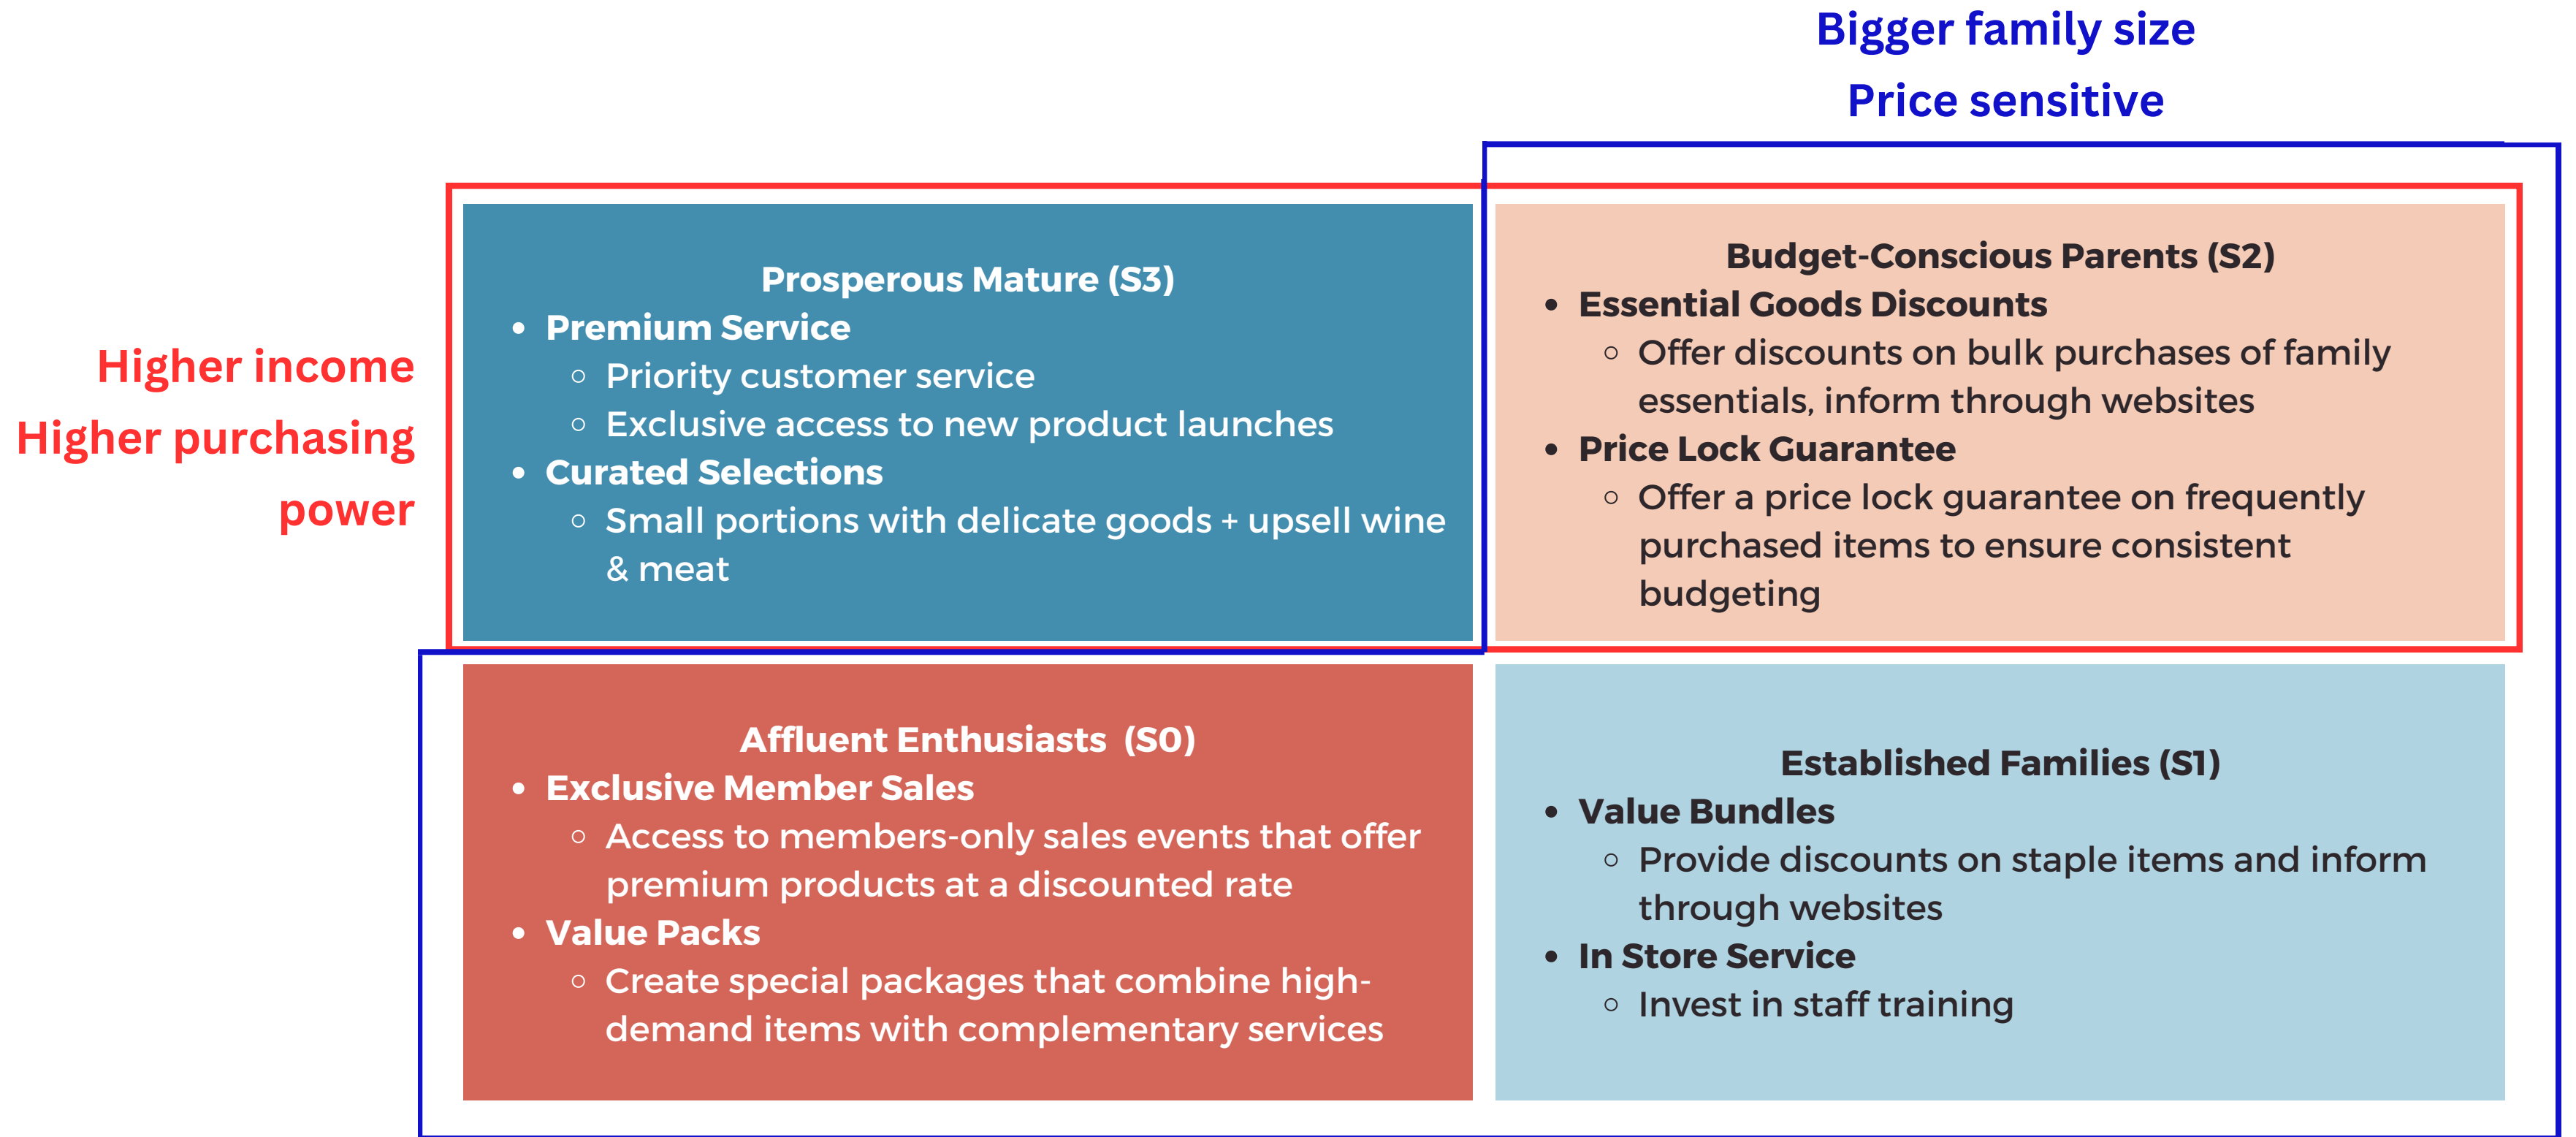 Bigger family size
Price sensitive
Higher income
Higher purchasing
power
Prosperous Mature (S3)
• Premium Service
○ Priority customer service
○ Exclusive access to new product launches
• Curated Selections
○ Small portions with delicate goods + upsell wine
& meat
Budget-Conscious Parents (S2)
• Essential Goods Discounts
○ Offer discounts on bulk purchases of family
essentials, inform through websites
• Price Lock Guarantee
○ Offer a price lock guarantee on frequently
purchased items to ensure consistent
budgeting
Affluent Enthusiasts (S0)
• Exclusive Member Sales
○ Access to members-only sales events that offer
premium products at a discounted rate
• Value Packs
○ Create special packages that combine high-
demand items with complementary services
Established Families (S1)
• Value Bundles
○ Provide discounts on staple items and inform
through websites
• In Store Service
○ Invest in staff training